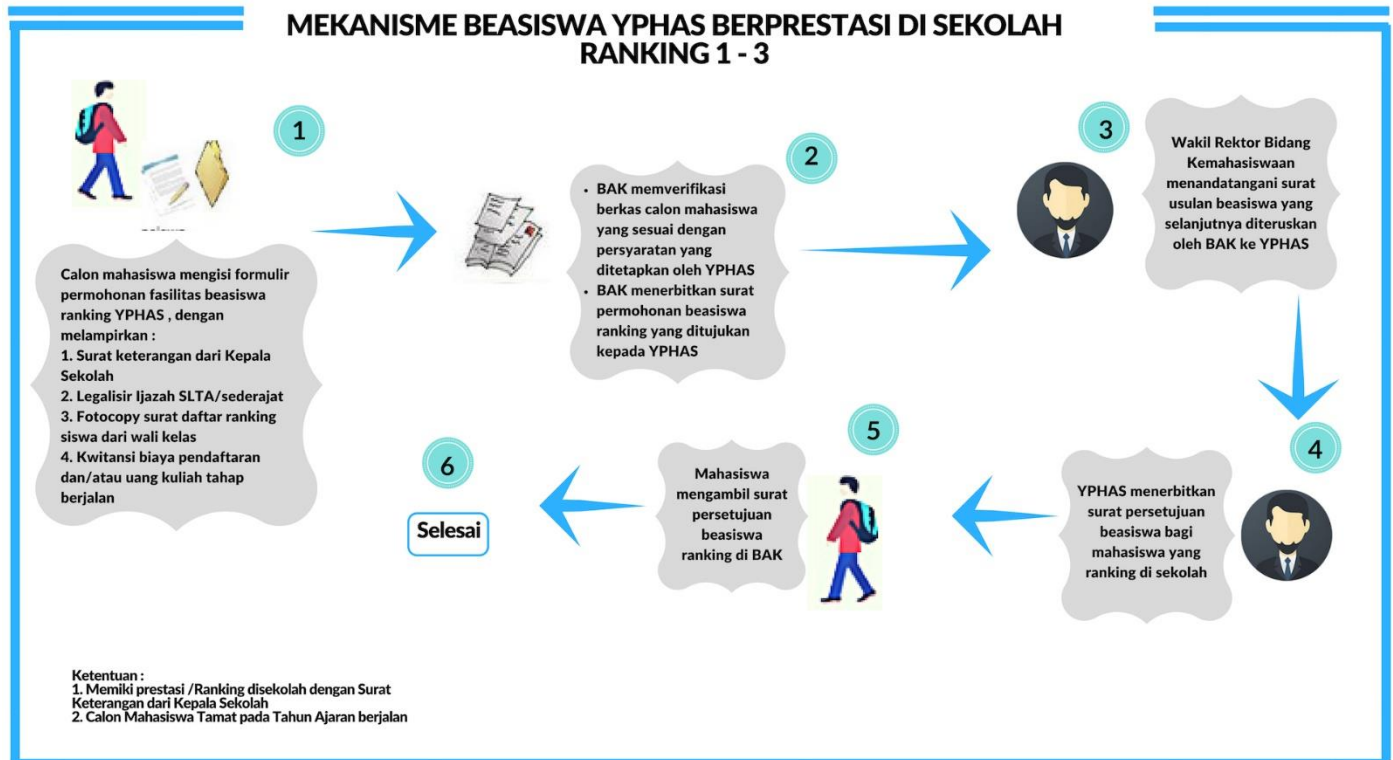 MEKANISME BEASISWA YPHAS BERPRESTASI DI SEKOLAH
RANKING 1 - 3
1
Calon mahasiswa mengisi formulir
permohonan fasilitas beasiswa
ranking YPHAS , dengan
melampirkan :
1. Surat keterangan dari Kepala
Sekolah
2. Legalisir Ijazah SLTA/sederajat
3. Fotocopy surat daftar ranking
siswa dari wali kelas
4. Kwitansi biaya pendaftaran
dan/atau uang kuliah tahap
berjalan
2
• BAK memverifikasi
berkas calon mahasiswa
yang sesuai dengan
persyaratan yang
ditetapkan oleh YPHAS
• BAK menerbitkan surat
permohonan beasiswa
ranking yang ditujukan
kepada YPHAS
3
Wakil Rektor Bidang
Kemahasiswaan
menandatangani surat
usulan beasiswa yang
selanjutnya diteruskan
oleh BAK ke YPHAS
4
YPHAS menerbitkan
surat persetujuan
beasiswa bagi
mahasiswa yang
ranking di sekolah
5
Mahasiswa
mengambil surat
persetujuan
beasiswa
ranking di BAK
6
Selesai
Ketentuan :
1. Memiki prestasi /Ranking disekolah dengan Surat
Keterangan dari Kepala Sekolah
2. Calon Mahasiswa Tamat pada Tahun Ajaran berjalan